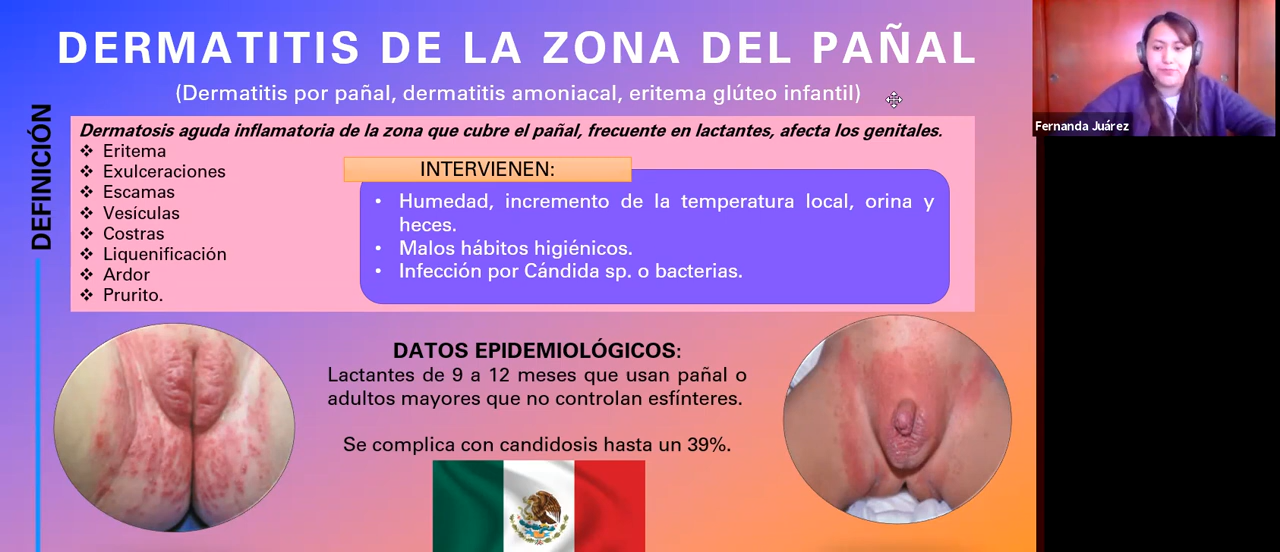 DERMATITIS DE LA ZONA DEL PAÑAL
(Dermatitis por pañal, dermatitis amoniacal, eritema glúteo infantil)
Fernanda Juárez
DEFINICIÓN
Dermatosis aguda inflamatoria de la zona que cubre el pañal, frecuente en lactantes, afecta los genitales.
❖ Eritema
❖ Exulceraciones
❖ Escamas
❖ Vesículas
❖ Costras
❖ Liquenificación
❖ Ardor
❖ Prurito.
INTERVIENEN:
• Humedad, incremento de la temperatura local, orina y
heces.
• Malos hábitos higiénicos.
• Infección por Cándida sp. o bacterias.
DATOS EPIDEMIOLÓGICOS:
Lactantes de 9 a 12 meses que usan pañal o
adultos mayores que no controlan esfínteres.
Se complica con candidosis hasta un 39%.